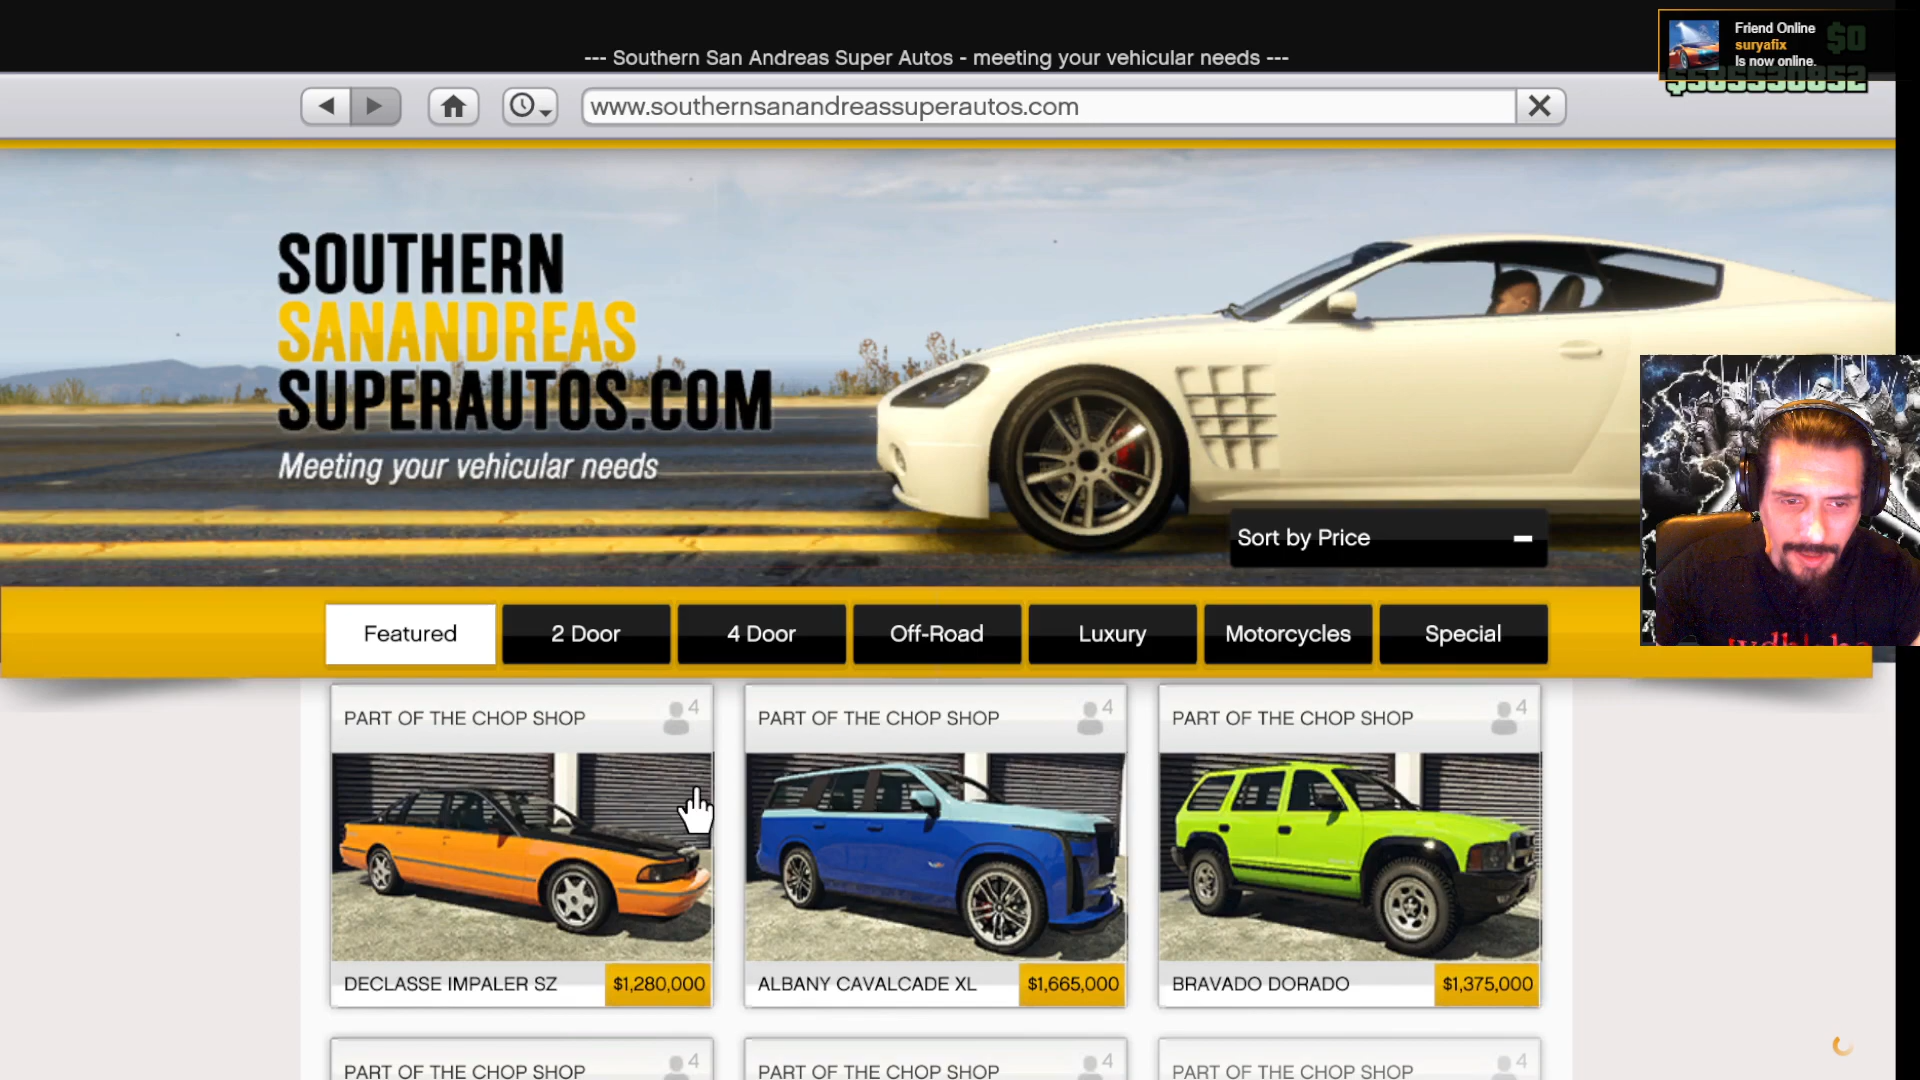 --- Southern San Andreas Super Autos - meeting your vehicular needs ---
Friend Online
suryafix
Is now online.
$0
www.southernsanandreassuperautos.com
SOUTHERN
SANANDREAS
SUPERAUTOS.COM
Meeting your vehicular needs
Sort by Price
Featured
2 Door
4 Door
Off-Road
Luxury
Motorcycles
Special
PART OF THE CHOP SHOP
4
PART OF THE CHOP SHOP
4
PART OF THE CHOP SHOP
4
DECLASSE IMPALER SZ
$1,280,000
ALBANY CAVALCADE XL
$1,665,000
BRAVADO DORADO
$1,375,000
PART OF THE CHOP SHOP
4
PART OF THE CHOP SHOP
4
PART OF THE CHOP SHOP
4